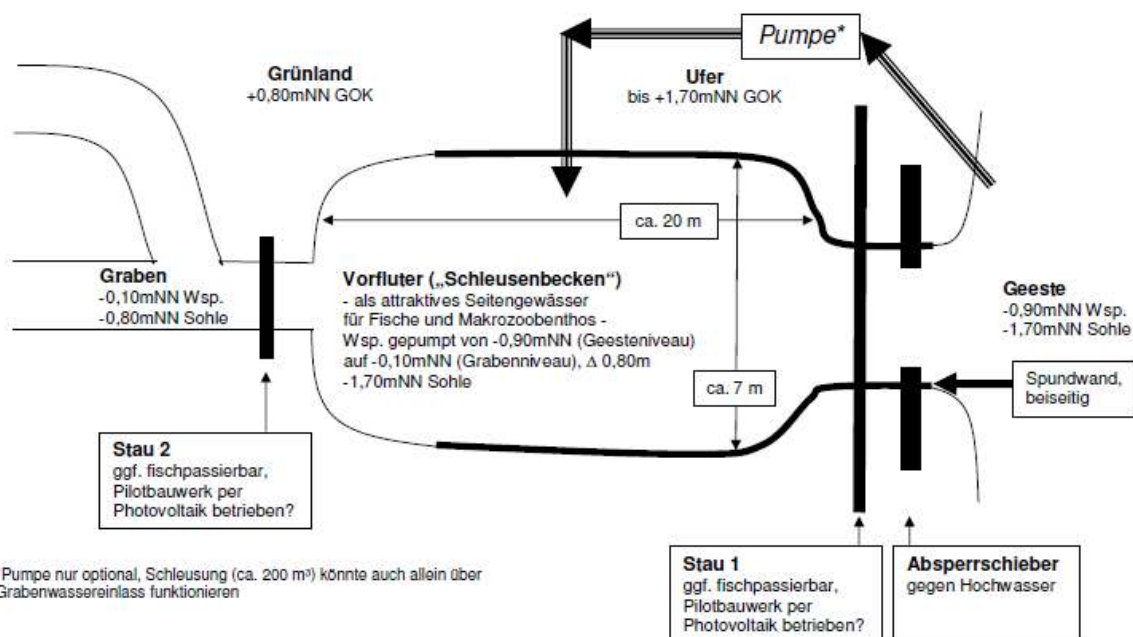 Pumpe*
Grünland
+0,80mNN GOK
Ufer
bis +1,70mNN GOK
ca. 20 m
Graben
-0,10mNN Wsp.
-0,80mNN Sohle
Vorfluter („Schleusenbecken“)
- als attraktives Seitengewässer
für Fische und Makrozoobenthos -
Wsp. gepumpt von -0,90mNN (Geesteniveau)
auf -0,10mNN (Grabenniveau), Δ 0,80m
-1,70mNN Sohle
ca. 7 m
Geeste
-0,90mNN Wsp.
-1,70mNN Sohle
Spundwand,
beiseitig
Stau 2
ggf. fischpassierbar,
Pilotbauwerk per
Photovoltaik betrieben?
Stau 1
ggf. fischpassierbar,
Pilotbauwerk per
Photovoltaik betrieben?
Absperrschieber
gegen Hochwasser
*Pumpe nur optional, Schleusung (ca. 200 m³) könnte auch allein über
Grabenwassereinlass funktionieren